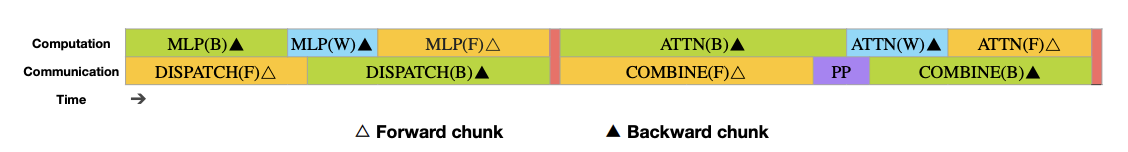 Computation MLP(B)▲ MLP(W)▲ MLP(F)△ ATTN(B)▲ ATTN(W)▲ ATTN(F)△
Communication DISPATCH(F)△ DISPATCH(B)▲ COMBINE(F)△ PP COMBINE(B)▲
Time ➔
△ Forward chunk ▲ Backward chunk